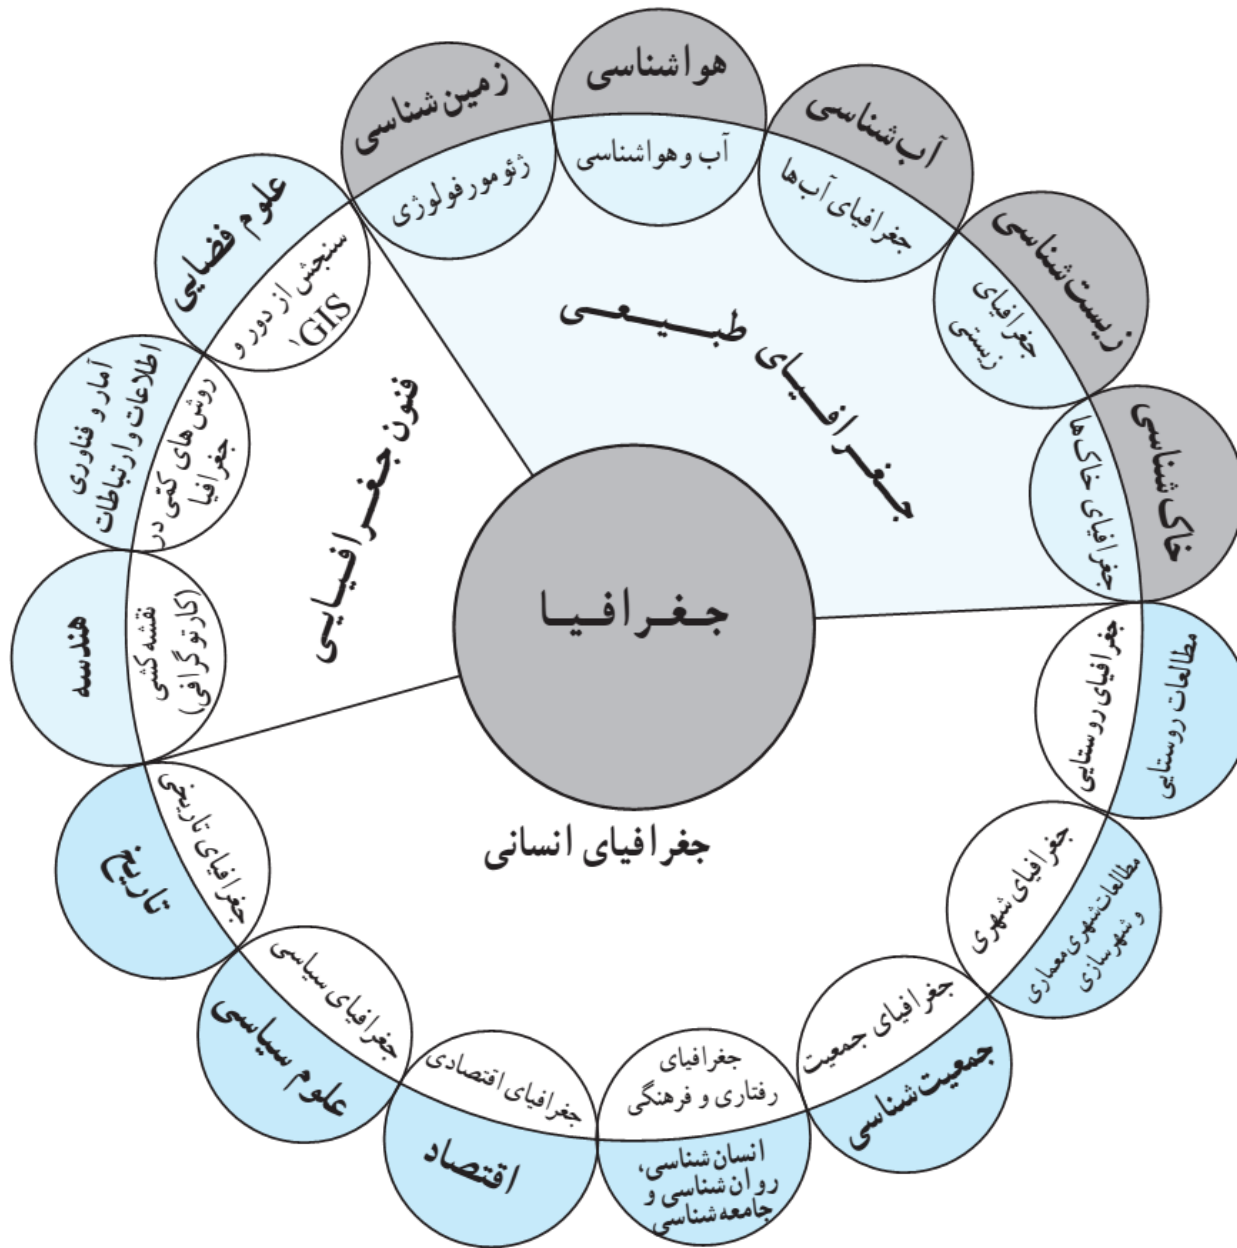 هواشناسی
آب و هواشناسی
آب‌شناسی
جغرافیای آب‌ها
زیست‌شناسی
جغرافیای
زیستی
خاک‌شناسی
جغرافیای خاک‌ها
مطالعات روستایی
جغرافیای روستایی
مطالعات شهری معماری
و شهرسازی
جغرافیای شهری
جمعیت‌شناسی
جغرافیای جمعیت
جغرافیای
رفتاری و فرهنگی
انسان‌شناسی،
روان‌شناسی و
جامعه‌شناسی
جغرافیای اقتصادی
اقتصاد
جغرافیای سیاسی
علوم سیاسی
جغرافیای تاریخی
تاریخ
هندسه
نقشه‌کشی
(کارتوگرافی)
آمار و فناوری
اطلاعات و ارتباطات
روش‌های کمّی در
جغرافیا
علوم فضایی
سنجش از دور و
GIS۱
زمین‌شناسی
ژئومورفولوژی
جغرافیای طبیعی
فنون جغرافیایی
جغرافیا
جغرافیای انسانی